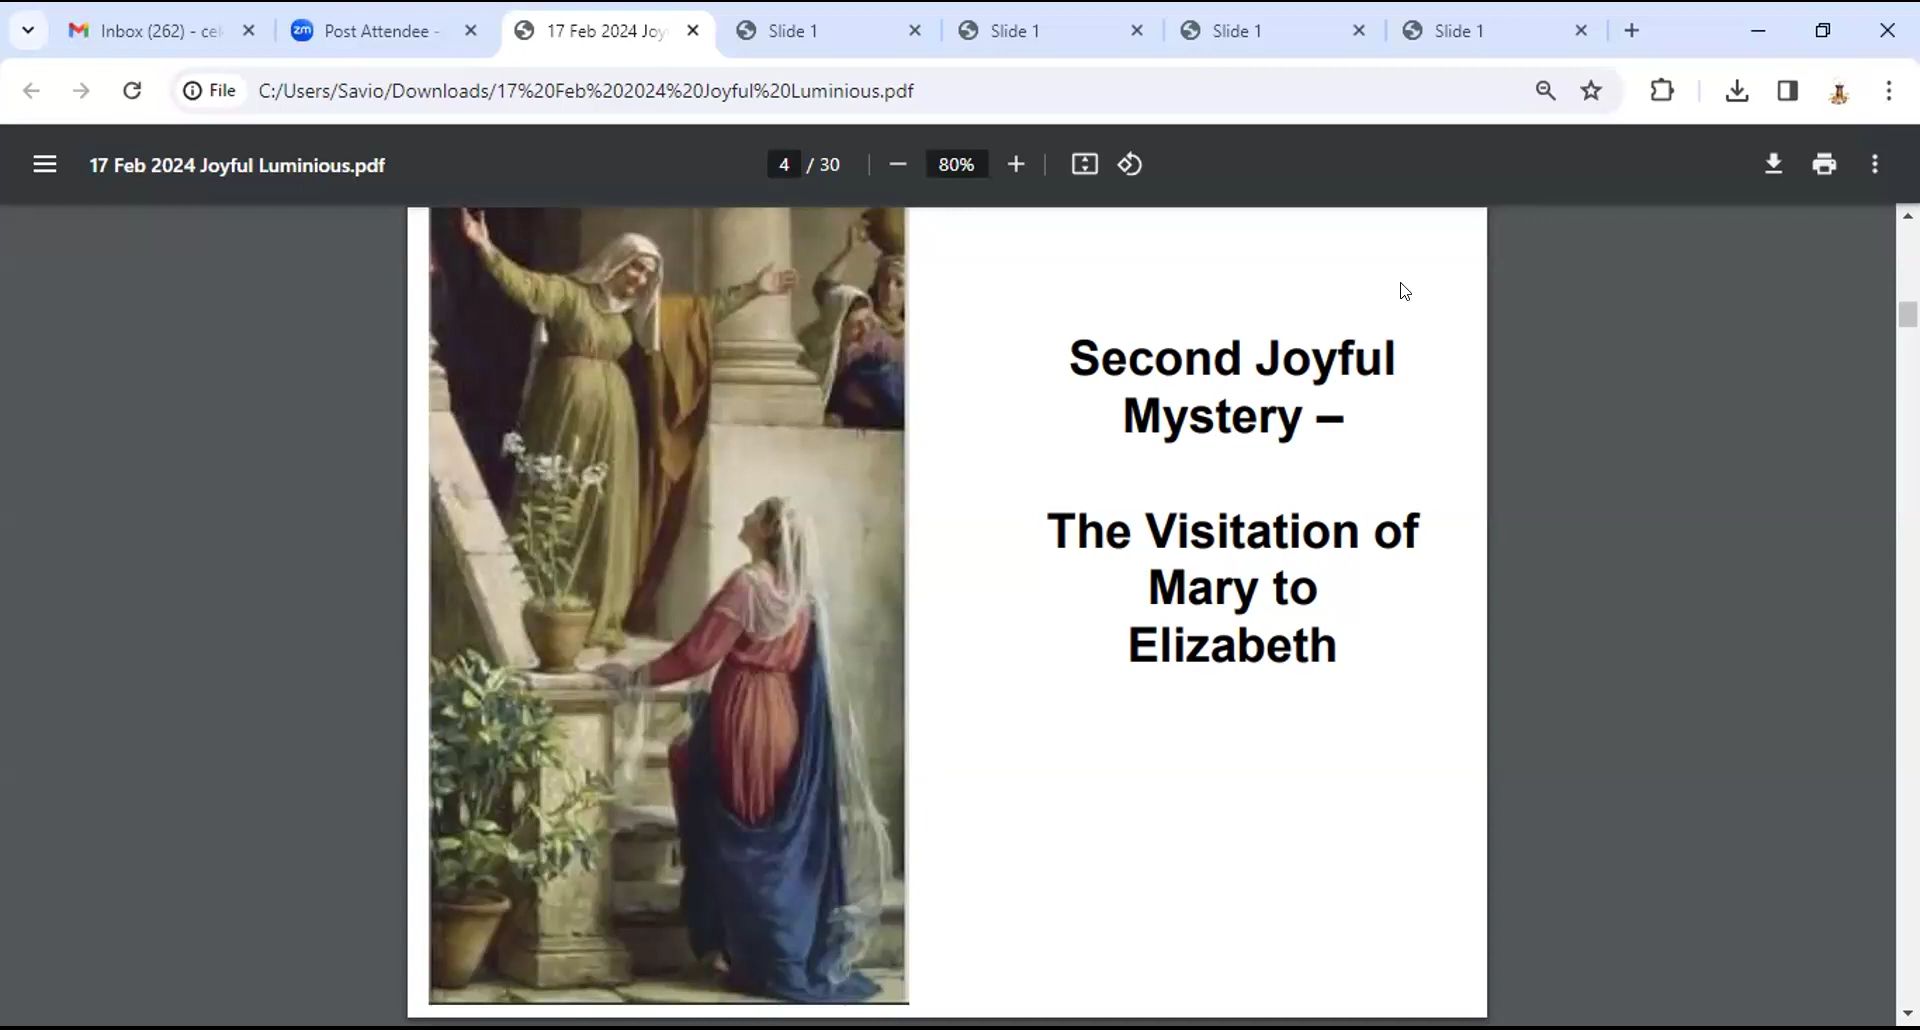 Inbox (262) - cel
Post Attendee -
17 Feb 2024 Joy
Slide 1
Slide 1
Slide 1
Slide 1
File
C:/Users/Savio/Downloads/17%20Feb%202024%20Joyful%20Luminious.pdf
17 Feb 2024 Joyful Luminious.pdf
4 / 30
80%
Second Joyful
Mystery –
The Visitation of
Mary to
Elizabeth